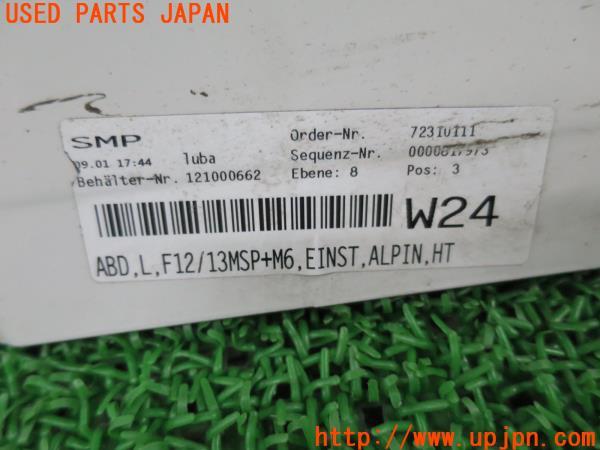 USED PARTS JAPAN
SMP Order-Nr.
09.01 17:44 luba Sequenz-Nr.
Behälter-Nr. 121000662 Ebene: 8 Pos: 3
W24
ABD,L,F12/13MSP+M6,EINST,ALPIN,HT
http://www.upjpn.com